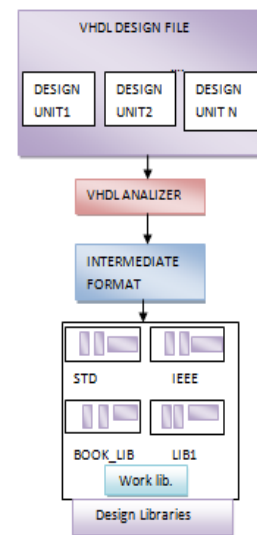 VHDL DESIGN FILE
....
DESIGN UNIT1
DESIGN UNIT2
DESIGN UNIT N
VHDL ANALIZER
INTERMEDIATE
FORMAT
STD
IEEE
BOOK_LIB
LIB1
Work lib.
Design Libraries